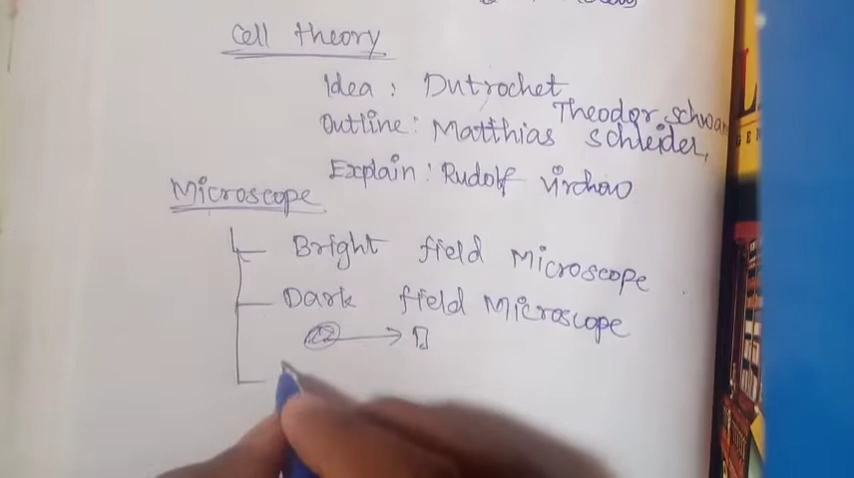 Cell theory
Idea : Dutrochet
Theodor Schwan
Outline : Matthias Schleider,
Explain : Rudolf Virchow
Microscope
Bright field Microscope
Dark field Microscope